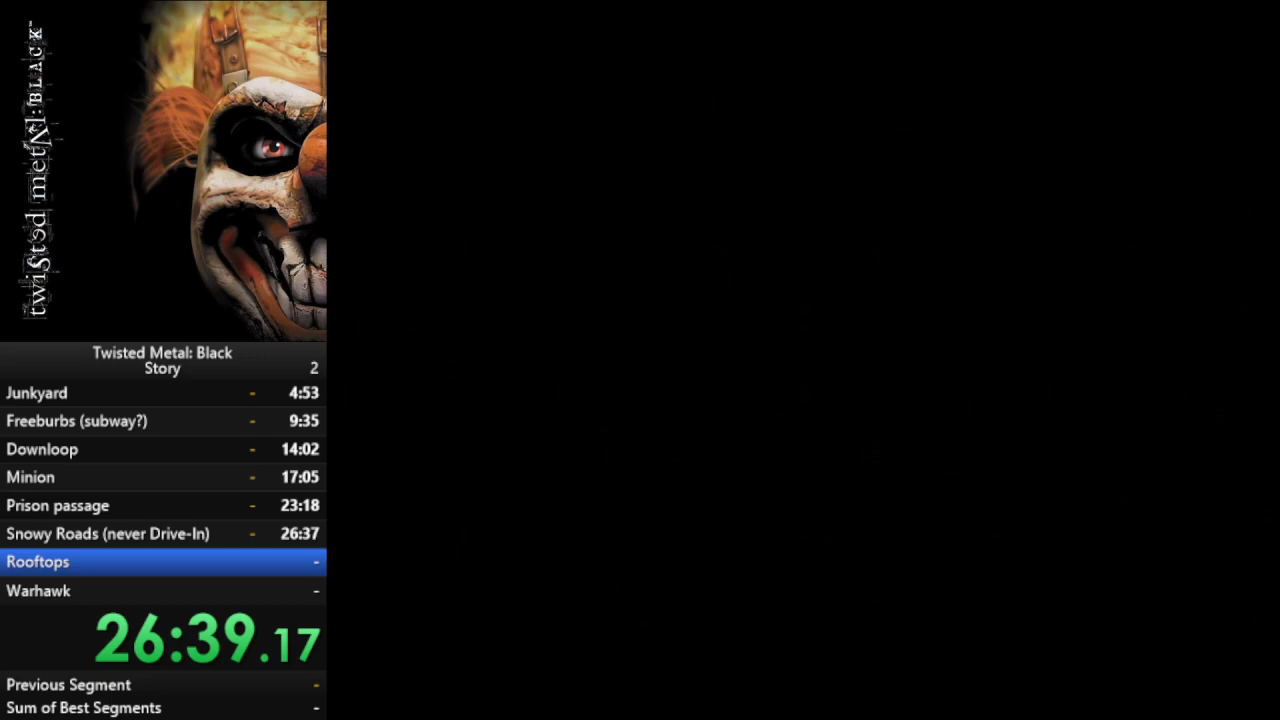 twisted metal: BLACK™
Twisted Metal: Black
Story 2
Junkyard - 4:53
Freeburbs (subway?) - 9:35
Downloop - 14:02
Minion - 17:05
Prison passage - 23:18
Snowy Roads (never Drive-In) - 26:37
Rooftops -
Warhawk -
26:39.17
Previous Segment -
Sum of Best Segments -